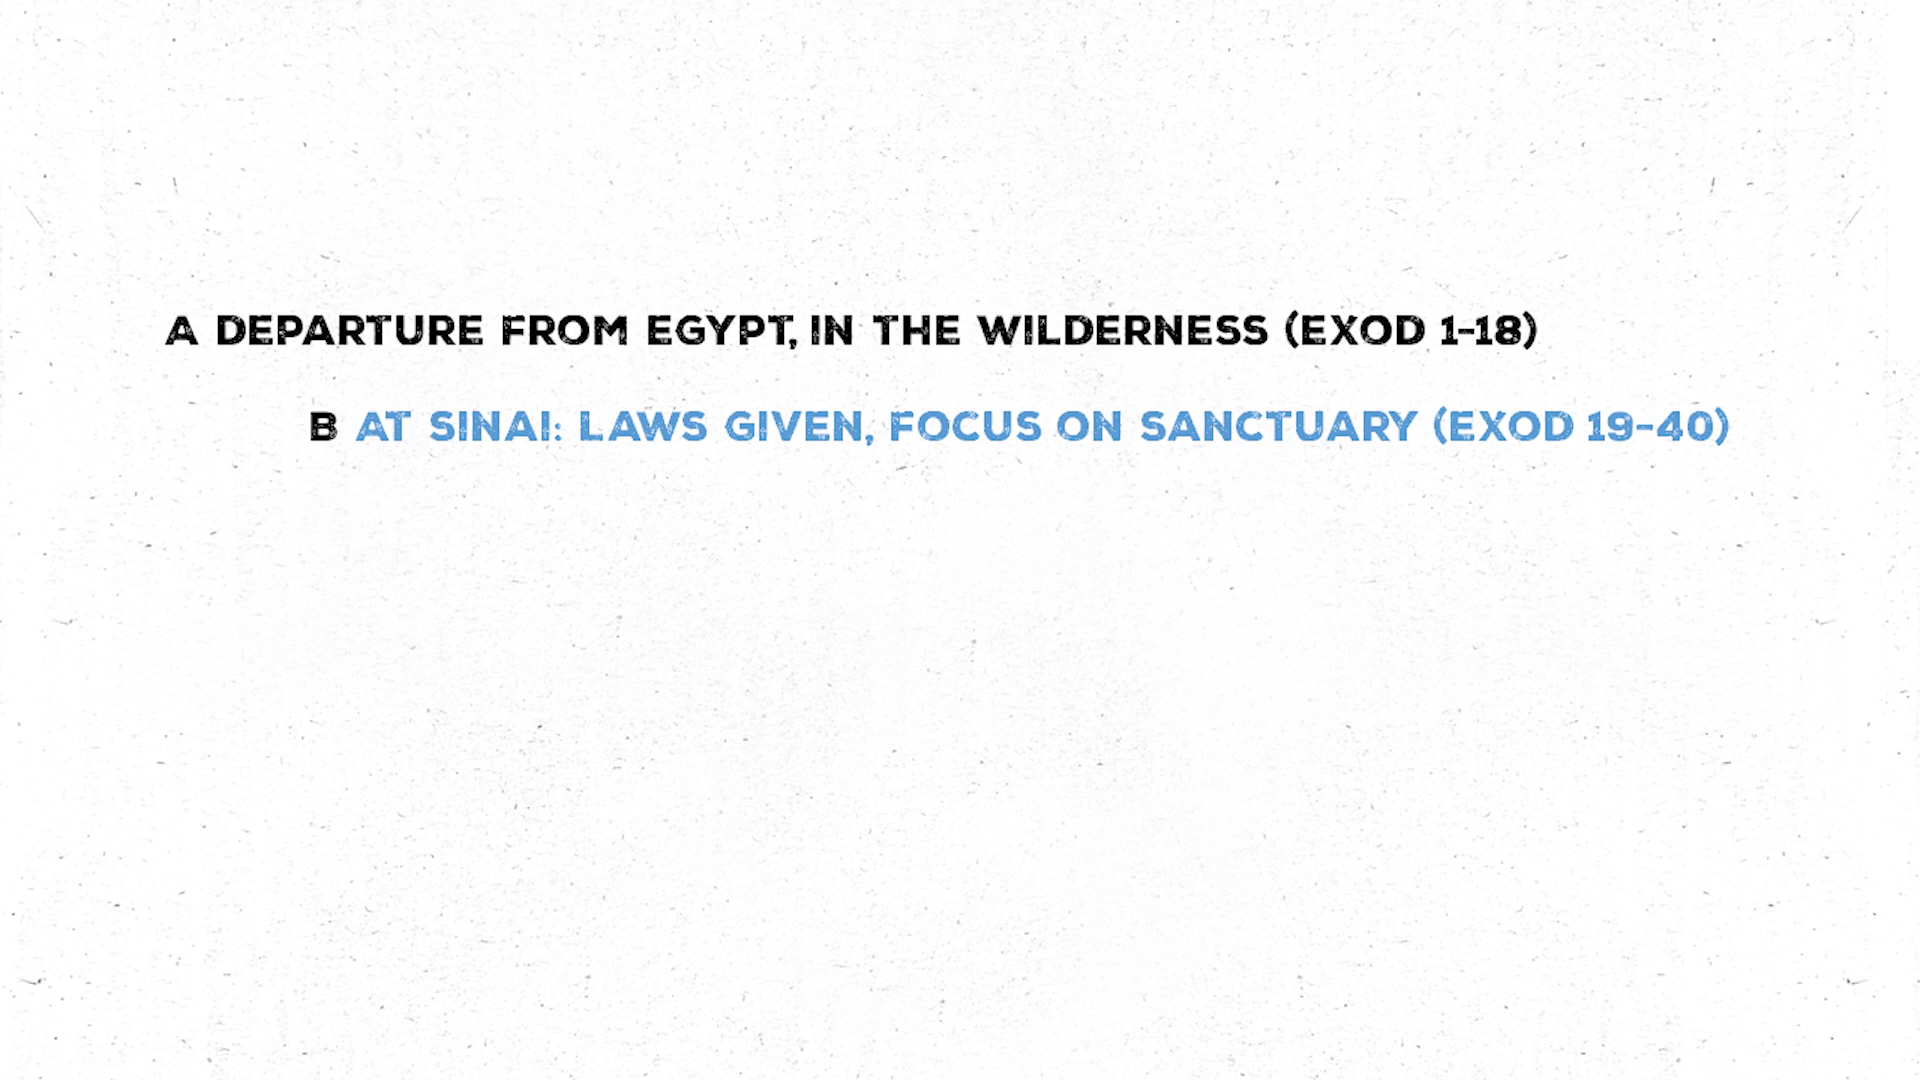 A DEPARTURE FROM EGYPT, IN THE WILDERNESS (EXOD 1-18)
B AT SINAI: LAWS GIVEN, FOCUS ON SANCTUARY (EXOD 19-40)